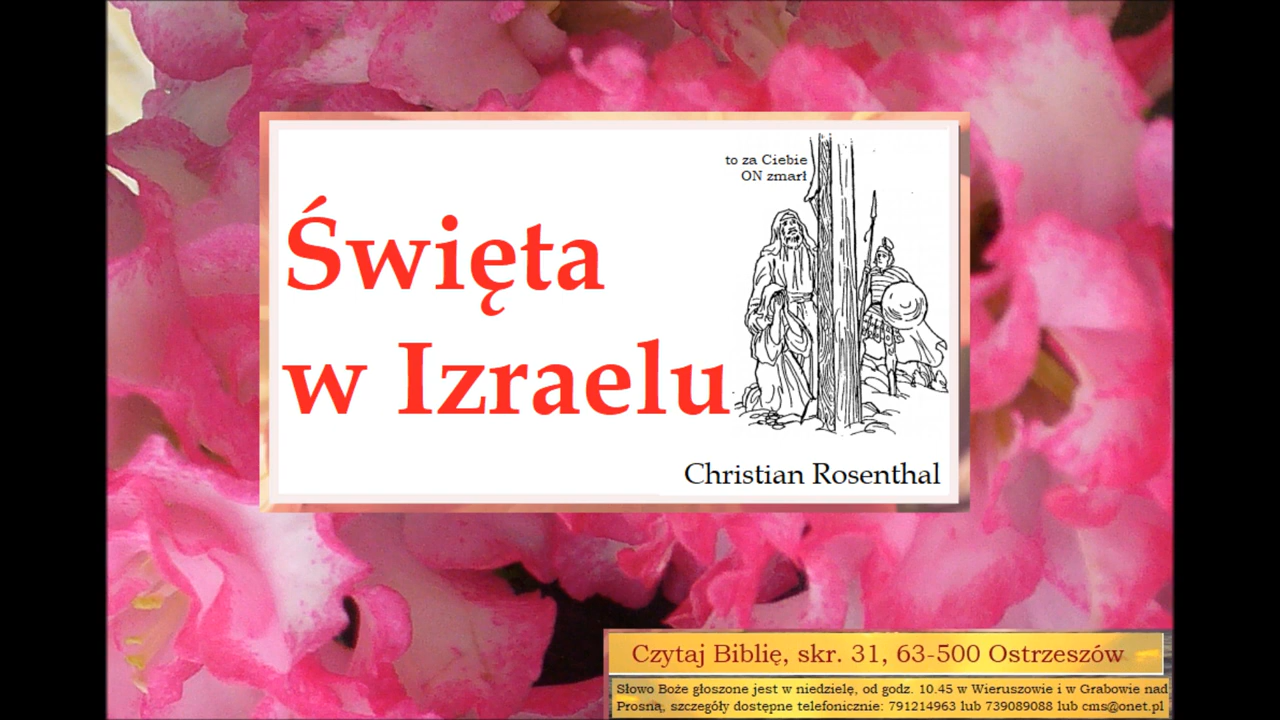 to za Ciebie
ON zmarł
Święta
w Izraelu
Christian Rosenthal
Czytaj Biblię, skr. 31, 63-500 Ostrzeszów
Słowo Boże głoszone jest w niedzielę, od godz. 10.45 w Wieruszowie i w Grabowie nad
Prosną, szczegóły dostępne telefonicznie: 791214963 lub 739089088 lub cms@onet.pl